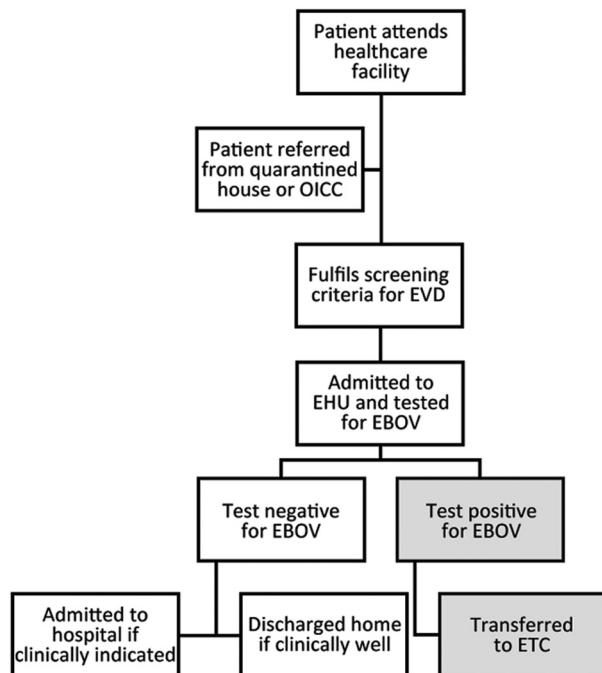 Patient attends
healthcare
facility
Patient referred
from quarantined
house or OICC
Fulfils screening
criteria for EVD
Admitted to
EHU and tested
for EBOV
Test negative
for EBOV
Test positive
for EBOV
Admitted to
hospital if
clinically indicated
Discharged home
if clinically well
Transferred
to ETC